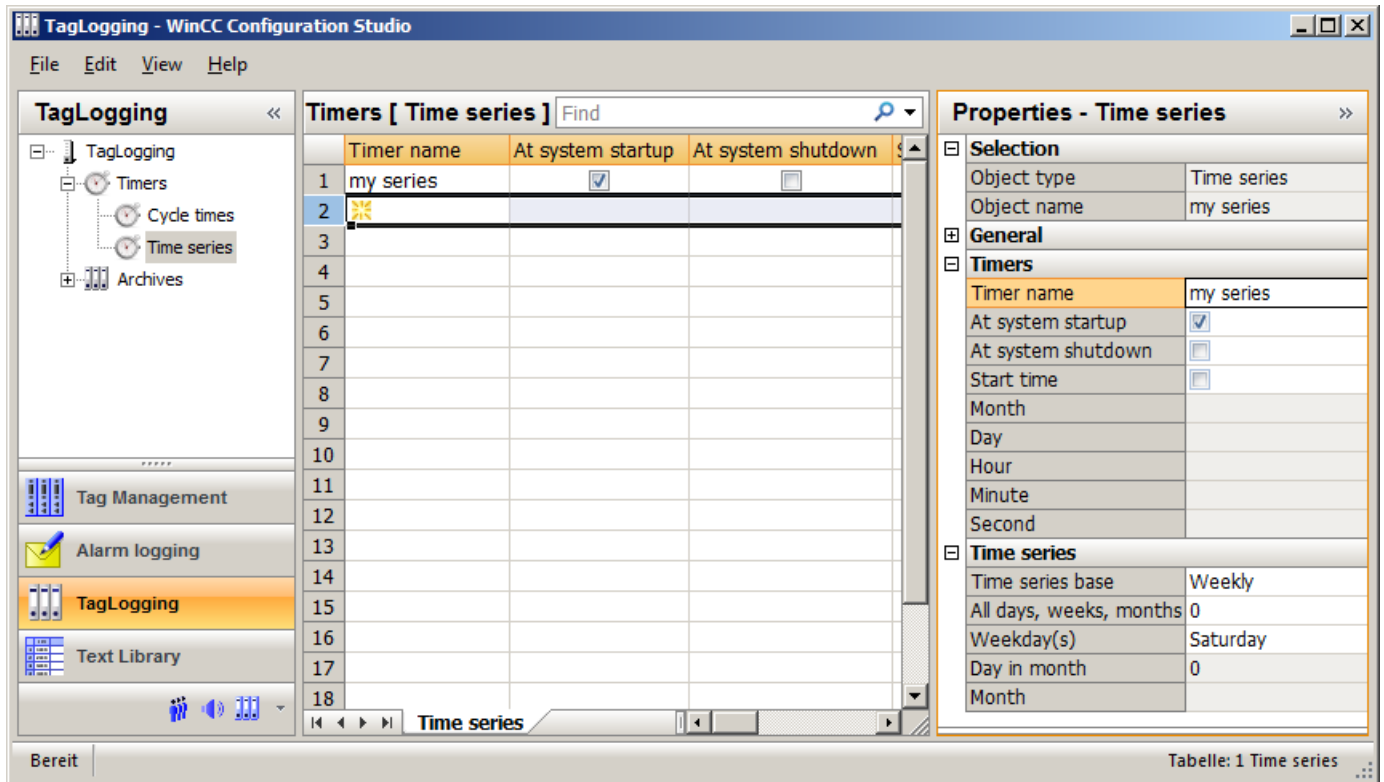 TagLogging - WinCC Configuration Studio
File Edit View Help
TagLogging «
TagLogging
Timers
Cycle times
Time series
Archives
Tag Management
Alarm logging
TagLogging
Text Library
Timers [ Time series ] Find
Timer name At system startup At system shutdown
1 my series
2
3
4
5
6
7
8
9
10
11
12
13
14
15
16
17
18
Time series
Properties - Time series »
Selection
Object type Time series
Object name my series
General
Timers
Timer name my series
At system startup
At system shutdown
Start time
Month
Day
Hour
Minute
Second
Time series
Time series base Weekly
All days, weeks, months 0
Weekday(s) Saturday
Day in month 0
Month
Bereit Tabelle: 1 Time series